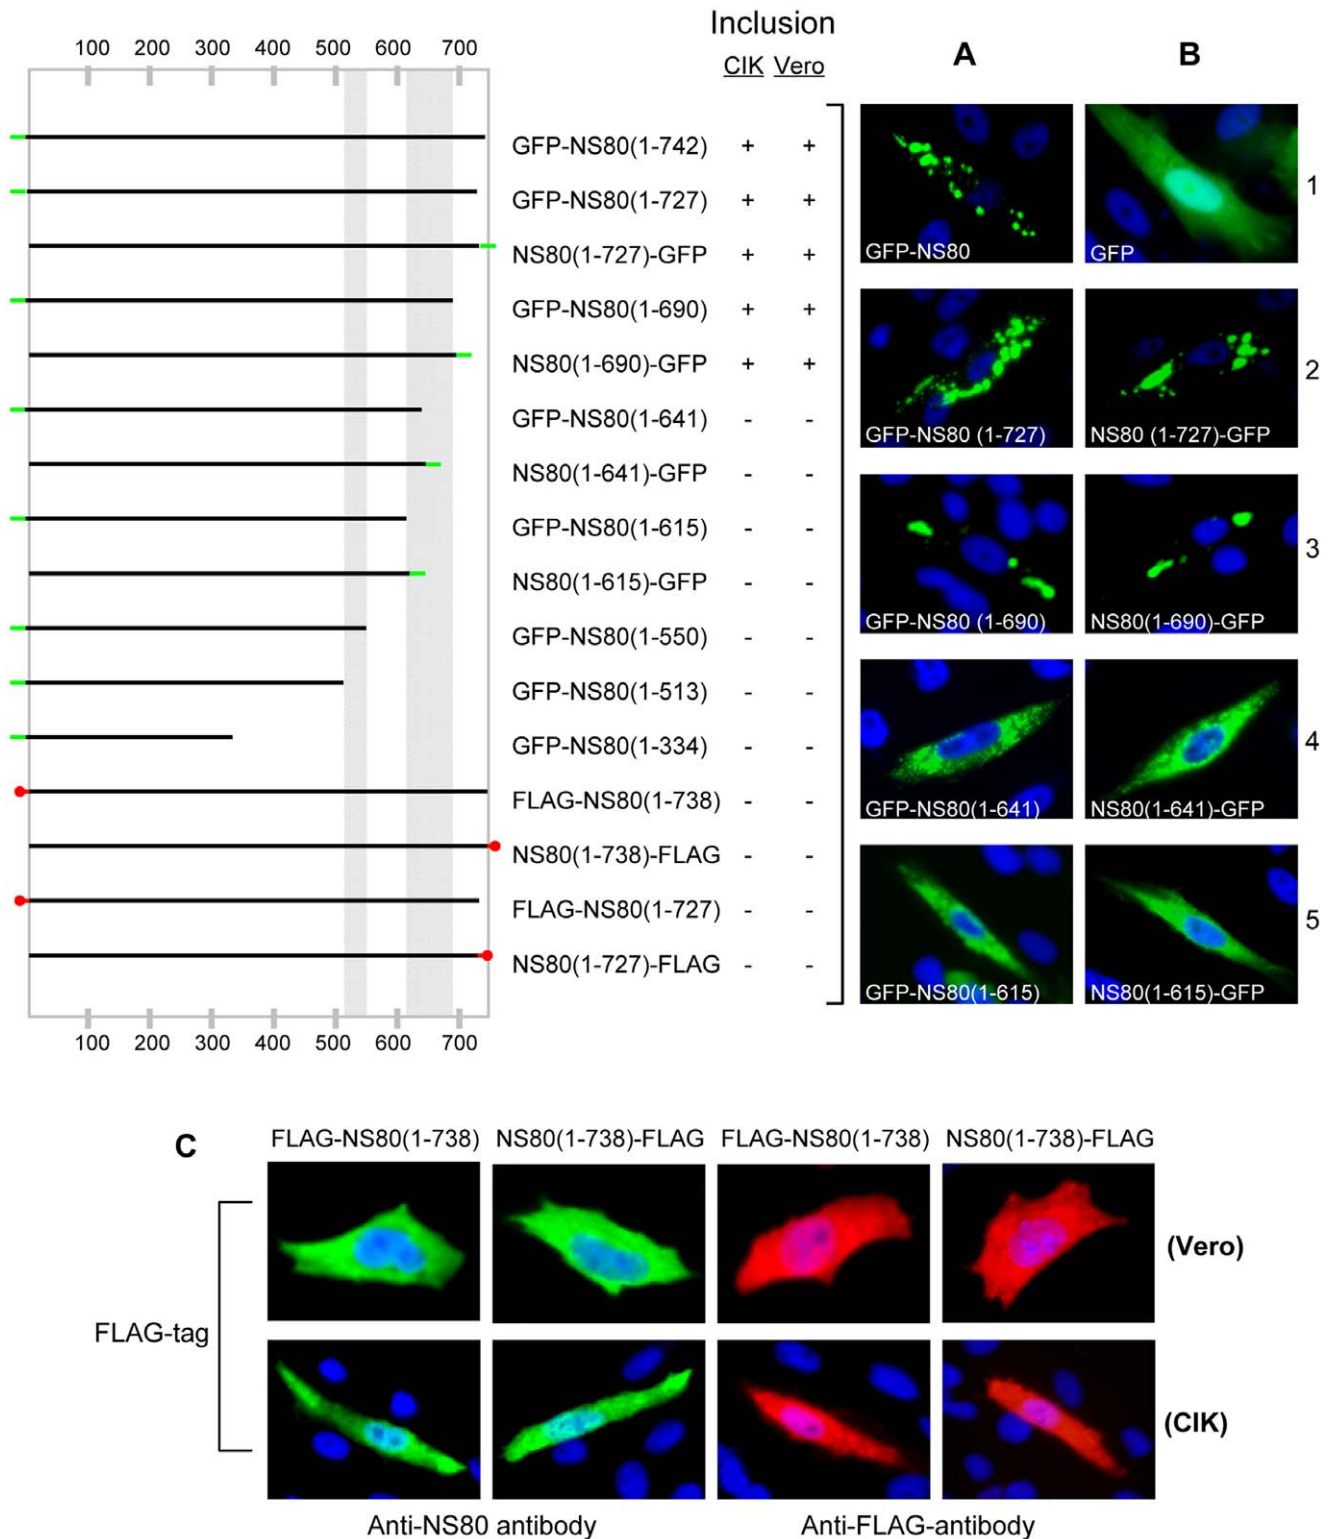 Inclusion
100 200 300 400 500 600 700
CIK Vero
A B
GFP-NS80(1-742) + +
GFP-NS80(1-727) + +
NS80(1-727)-GFP + +
GFP-NS80(1-690) + +
NS80(1-690)-GFP + +
GFP-NS80(1-641) - -
NS80(1-641)-GFP - -
GFP-NS80(1-615) - -
NS80(1-615)-GFP - -
GFP-NS80(1-550) - -
GFP-NS80(1-513) - -
GFP-NS80(1-334) - -
FLAG-NS80(1-738) - -
NS80(1-738)-FLAG - -
FLAG-NS80(1-727) - -
NS80(1-727)-FLAG - -
100 200 300 400 500 600 700
GFP-NS80 GFP 1
GFP-NS80 (1-727) NS80 (1-727)-GFP 2
GFP-NS80 (1-690) NS80(1-690)-GFP 3
GFP-NS80(1-641) NS80(1-641)-GFP 4
GFP-NS80(1-615) NS80(1-615)-GFP 5
C
FLAG-NS80(1-738) NS80(1-738)-FLAG FLAG-NS80(1-738) NS80(1-738)-FLAG
(Vero)
FLAG-tag
(CIK)
Anti-NS80 antibody Anti-FLAG-antibody